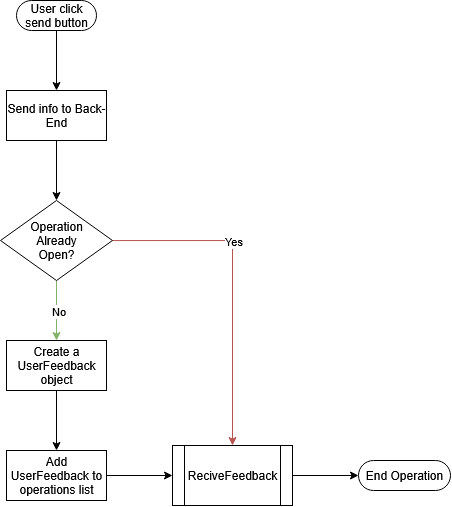 User click
send button
Send info to Back-
End
Operation
Already
Open?
Yes
No
Create a
UserFeedback
object
Add
UserFeedback to
operations list
ReciveFeedback
End Operation